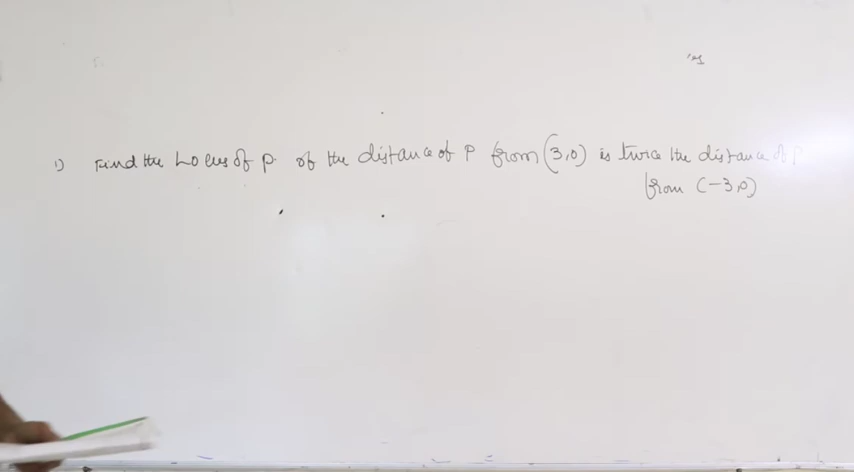 1) Find the Locus of P. of the distance of P from (3,0) is twice the distance of P
from (-3,0)